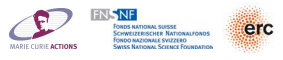 MARIE CURIE ACTIONS
FNSNF
FONDS NATIONAL SUISSE
SCHWEIZERISCHER NATIONALFONDS
FONDO NAZIONALE SVIZZERO
SWISS NATIONAL SCIENCE FOUNDATION
erc